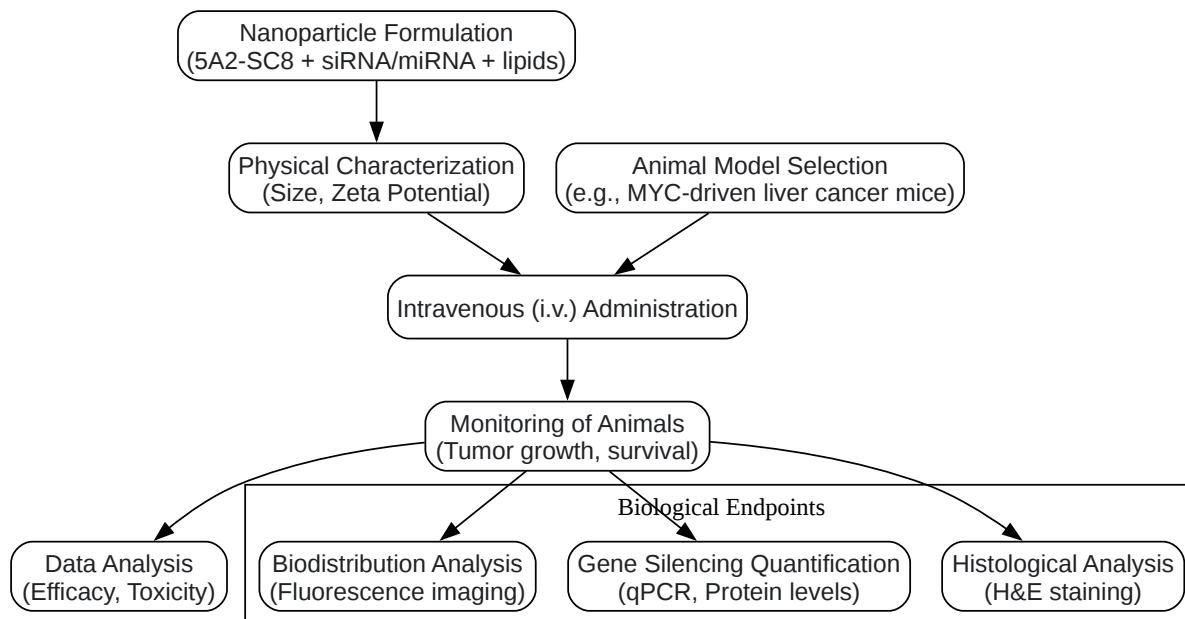 Nanoparticle Formulation
(5A2-SC8 + siRNA/miRNA + lipids)
Physical Characterization
(Size, Zeta Potential)
Animal Model Selection
(e.g., MYC-driven liver cancer mice)
Intravenous (i.v.) Administration
Monitoring of Animals
(Tumor growth, survival)
Biological Endpoints
Data Analysis
(Efficacy, Toxicity)
Biodistribution Analysis
(Fluorescence imaging)
Gene Silencing Quantification
(qPCR, Protein levels)
Histological Analysis
(H&E staining)